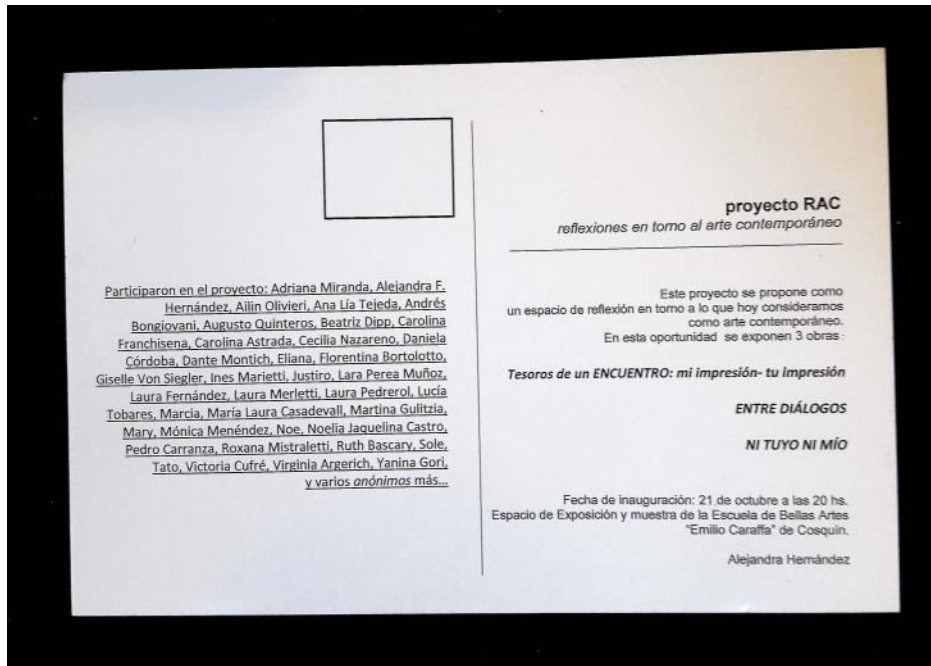 Participaron en el proyecto: Adriana Miranda, Alejandra F.
Hernández, Ailin Olivieri, Ana Lía Tejeda, Andrés
Bongiovani, Augusto Quinteros, Beatriz Dipp, Carolina
Franchisena, Carolina Astrada, Cecilia Nazareno, Daniela
Córdoba, Dante Montich, Eliana, Florentina Bortolotto,
Giselle Von Siegler, Ines Marietti, Justiro, Lara Perea Muñoz,
Laura Fernández, Laura Merletti, Laura Pedrerol, Lucía
Tobares, Marcia, María Laura Casadevall, Martina Gulitzia,
Mary, Mónica Menéndez, Noe, Noelia Jaquelina Castro,
Pedro Carranza, Roxana Mistraletti, Ruth Bascary, Sole,
Tato, Victoria Cufré, Virginia Argerich, Yanina Gori,
y varios anónimos más...
proyecto RAC
reflexiones en torno al arte contemporáneo
Este proyecto se propone como
un espacio de reflexión en torno a lo que hoy consideramos
como arte contemporáneo.
En esta oportunidad se exponen 3 obras:
Tesoros de un ENCUENTRO: mi impresión- tu impresión
ENTRE DIÁLOGOS
NI TUYO NI MÍO
Fecha de inauguración: 21 de octubre a las 20 hs.
Espacio de Exposición y muestra de la Escuela de Bellas Artes
"Emilio Caraffa" de Cosquín.
Alejandra Hernández